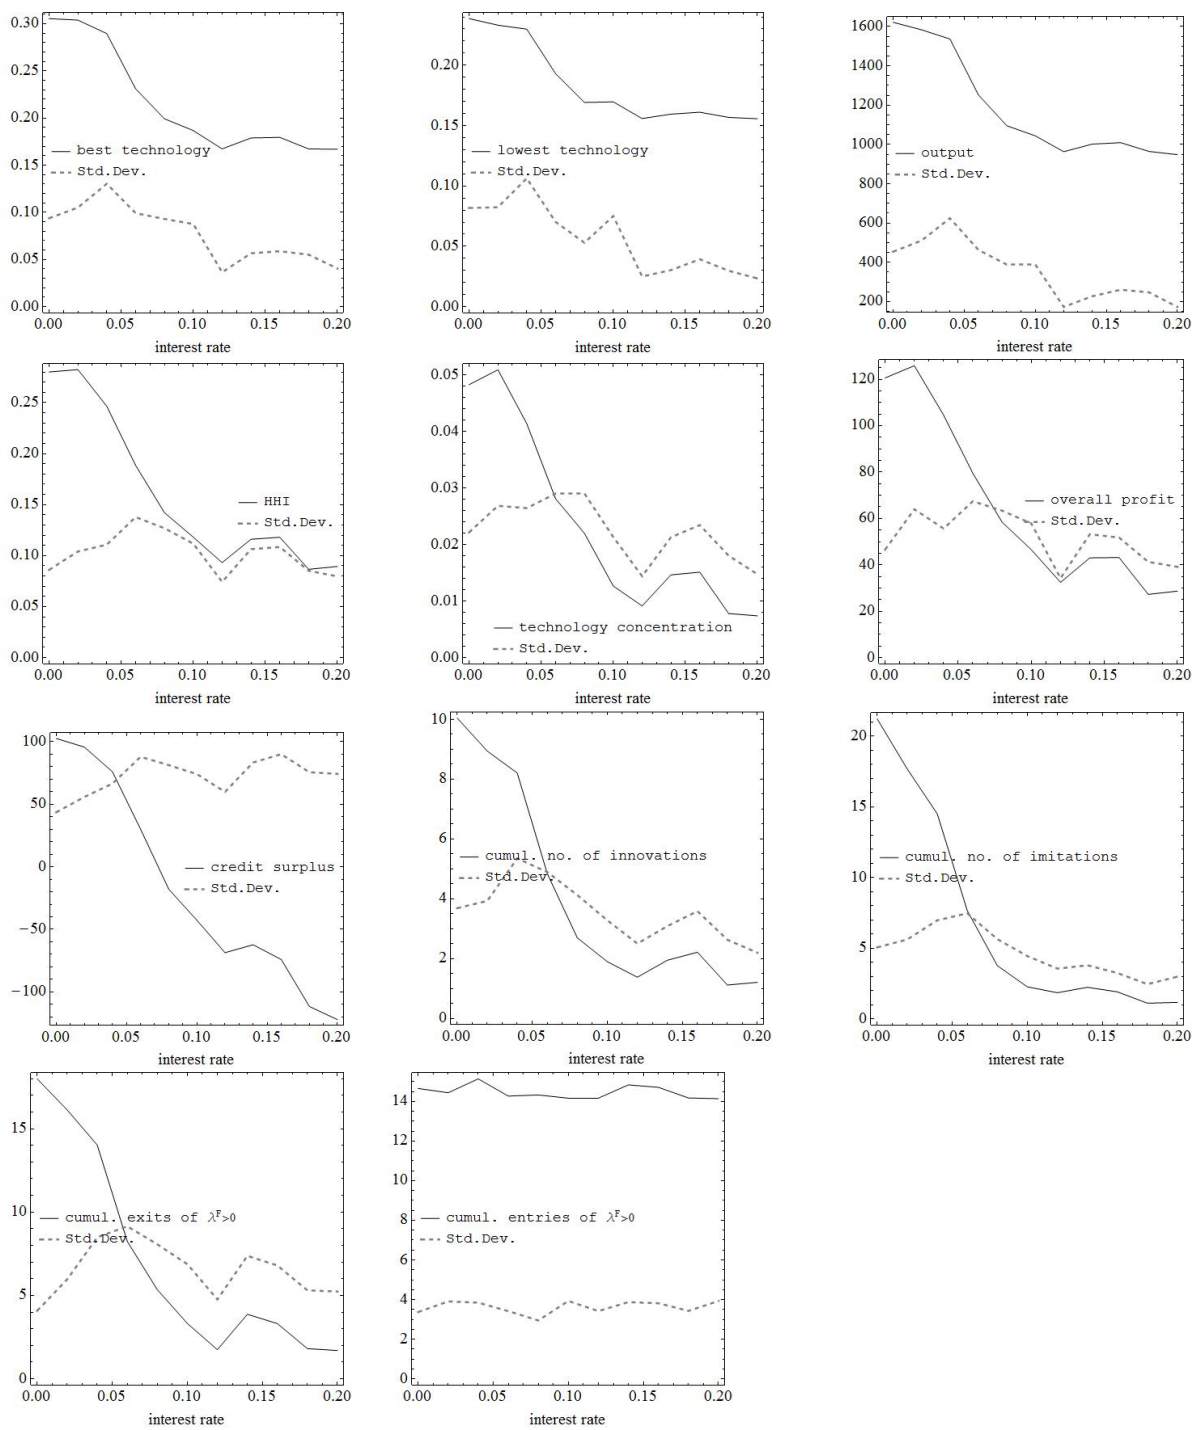 0.30
0.25
0.20
0.15
0.10
0.05
0.00
best technology
Std.Dev.
0.00 0.05 0.10 0.15 0.20
interest rate
0.20
0.15
0.10
0.05
0.00
lowest technology
Std.Dev.
0.00 0.05 0.10 0.15 0.20
interest rate
1600
1400
1200
1000
800
600
400
200
output
Std.Dev.
0.00 0.05 0.10 0.15 0.20
interest rate
0.25
0.20
0.15
0.10
0.05
0.00
HHI
Std.Dev.
0.00 0.05 0.10 0.15 0.20
interest rate
0.05
0.04
0.03
0.02
0.01
0.00
technology concentration
Std.Dev.
0.00 0.05 0.10 0.15 0.20
interest rate
120
100
80
60
40
20
0
overall profit
Std.Dev.
0.00 0.05 0.10 0.15 0.20
interest rate
100
50
0
−50
−100
credit surplus
Std.Dev.
0.00 0.05 0.10 0.15 0.20
interest rate
10
8
6
4
2
0
cumul. no. of innovations
Std.Dev.
0.00 0.05 0.10 0.15 0.20
interest rate
20
15
10
5
0
cumul. no. of imitations
Std.Dev.
0.00 0.05 0.10 0.15 0.20
interest rate
15
10
5
0
cumul. exits of λᶠ>0
Std.Dev.
0.00 0.05 0.10 0.15 0.20
interest rate
14
12
14
10
8
6
4
2
0
cumul. entries of λᶠ>0
Std.Dev.
0.00 0.05 0.10 0.15 0.20
interest rate